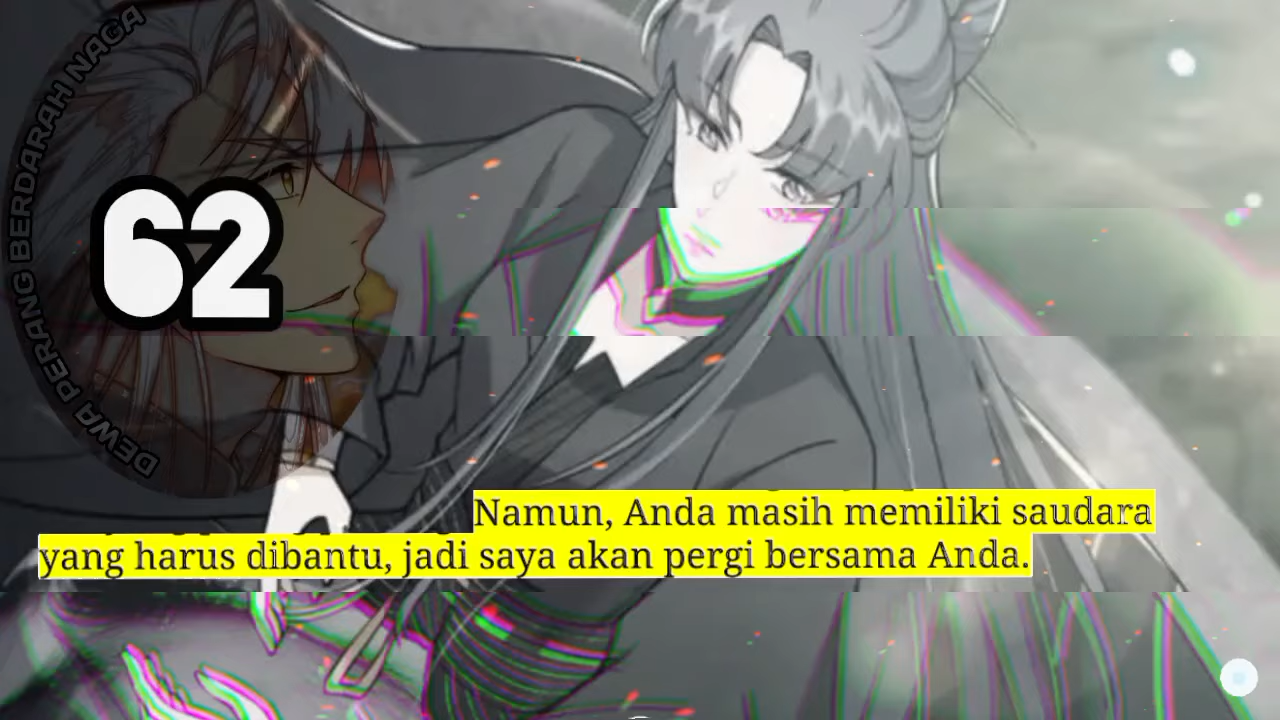 DEWA PERANG BERDARAH NAGA
62
Namun, Anda masih memiliki saudara
yang harus dibantu, jadi saya akan pergi bersama Anda.